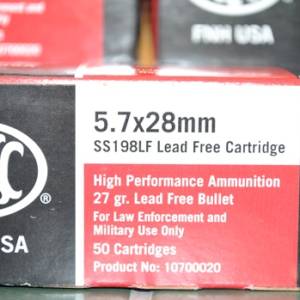 FNH USA
5.7x28mm
SS198LF Lead Free Cartridge
High Performance Ammunition
27 gr. Lead Free Bullet
For Law Enforcement and
Military Use Only
50 Cartridges
Product No: 10700020
®
USA